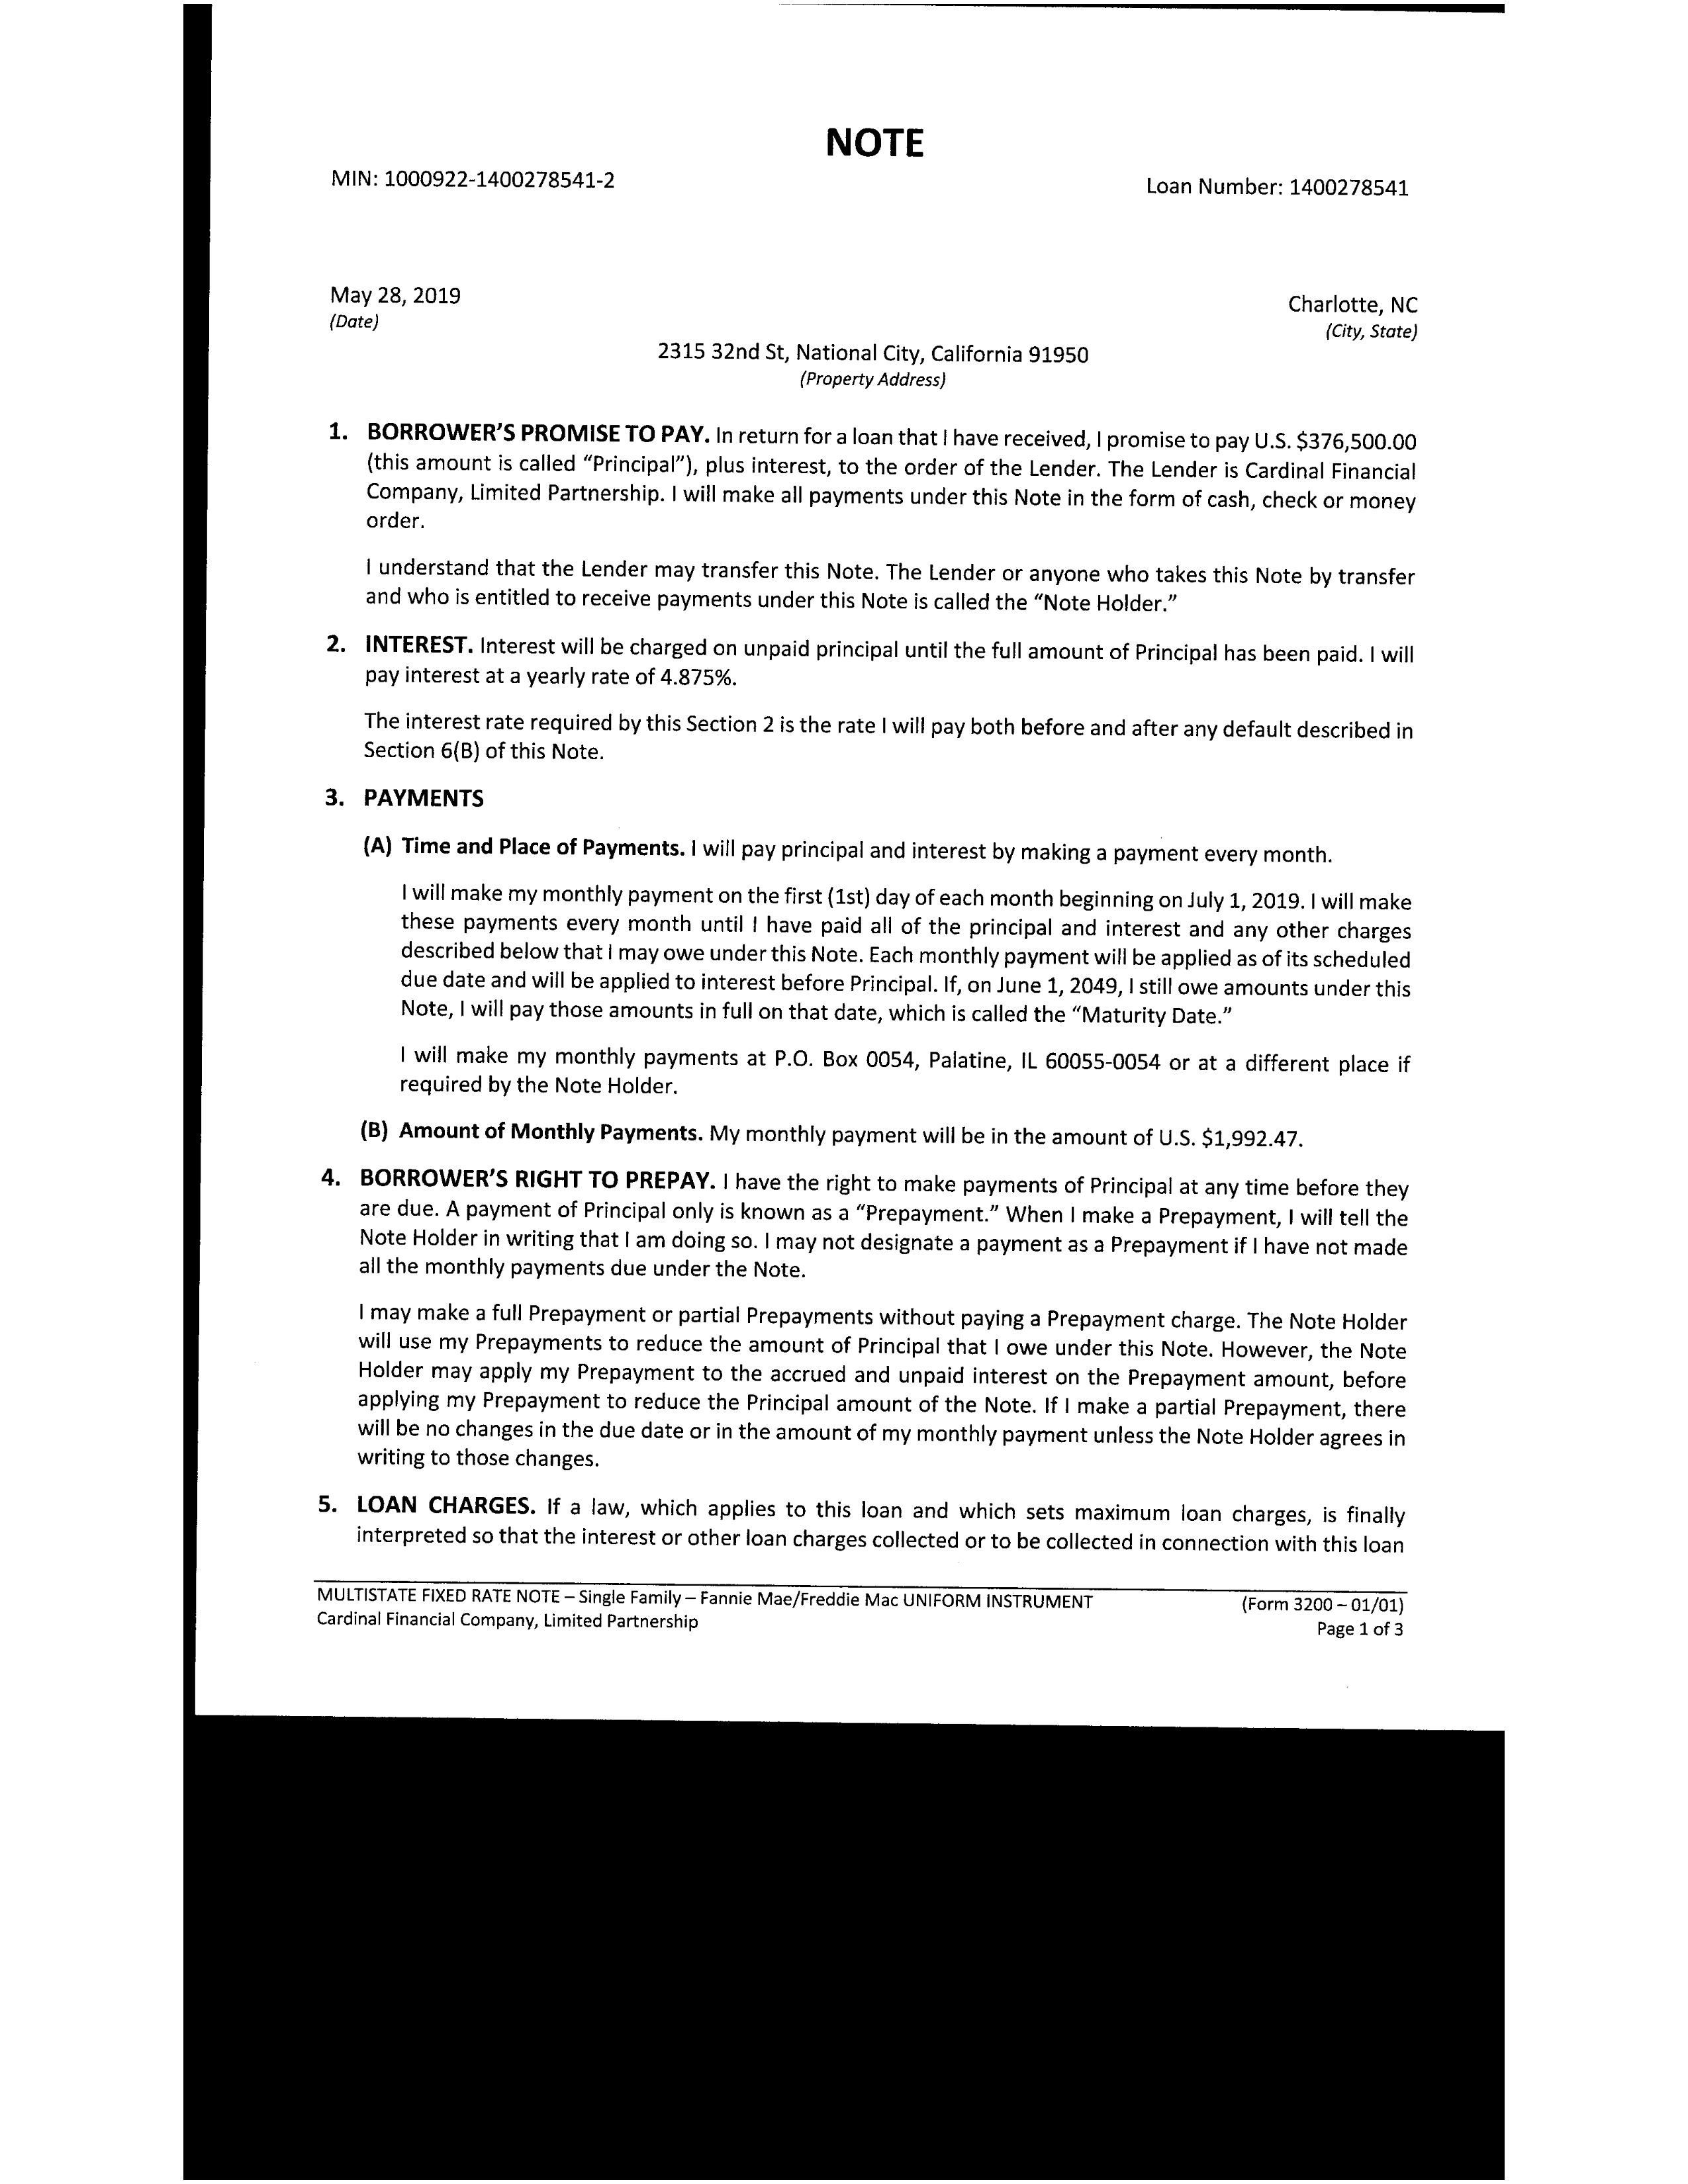 NOTE
MIN: 1000922-1400278541-2
Loan Number: 1400278541
May 28, 2019
(Date)
Charlotte, NC
(City, State)
2315 32nd St, National City, California 91950
(Property Address)
1. BORROWER’S PROMISE TO PAY. In return for a loan that I have received, I promise to pay U.S. $376,500.00
(this amount is called “Principal”), plus interest, to the order of the Lender. The Lender is Cardinal Financial
Company, Limited Partnership. I will make all payments under this Note in the form of cash, check or money
order.
I understand that the Lender may transfer this Note. The Lender or anyone who takes this Note by transfer
and who is entitled to receive payments under this Note is called the “Note Holder.”
2. INTEREST. Interest will be charged on unpaid principal until the full amount of Principal has been paid. I will
pay interest at a yearly rate of 4.875%.
The interest rate required by this Section 2 is the rate I will pay both before and after any default described in
Section 6(B) of this Note.
3. PAYMENTS
(A) Time and Place of Payments. I will pay principal and interest by making a payment every month.
I will make my monthly payment on the first (1st) day of each month beginning on July 1, 2019. I will make
these payments every month until I have paid all of the principal and interest and any other charges
described below that I may owe under this Note. Each monthly payment will be applied as of its scheduled
due date and will be applied to interest before Principal. If, on June 1, 2049, I still owe amounts under this
Note, I will pay those amounts in full on that date, which is called the “Maturity Date.”
I will make my monthly payments at P.O. Box 0054, Palatine, IL 60055-0054 or at a different place if
required by the Note Holder.
(B) Amount of Monthly Payments. My monthly payment will be in the amount of U.S. $1,992.47.
4. BORROWER’S RIGHT TO PREPAY. I have the right to make payments of Principal at any time before they
are due. A payment of Principal only is known as a “Prepayment.” When I make a Prepayment, I will tell the
Note Holder in writing that I am doing so. I may not designate a payment as a Prepayment if I have not made
all the monthly payments due under the Note.
I may make a full Prepayment or partial Prepayments without paying a Prepayment charge. The Note Holder
will use my Prepayments to reduce the amount of Principal that I owe under this Note. However, the Note
Holder may apply my Prepayment to the accrued and unpaid interest on the Prepayment amount, before
applying my Prepayment to reduce the Principal amount of the Note. If I make a partial Prepayment, there
will be no changes in the due date or in the amount of my monthly payment unless the Note Holder agrees in
writing to those changes.
5. LOAN CHARGES. If a law, which applies to this loan and which sets maximum loan charges, is finally
interpreted so that the interest or other loan charges collected or to be collected in connection with this loan
MULTISTATE FIXED RATE NOTE – Single Family – Fannie Mae/Freddie Mac UNIFORM INSTRUMENT
(Form 3200 – 01/01)
Cardinal Financial Company, Limited Partnership
Page 1 of 3